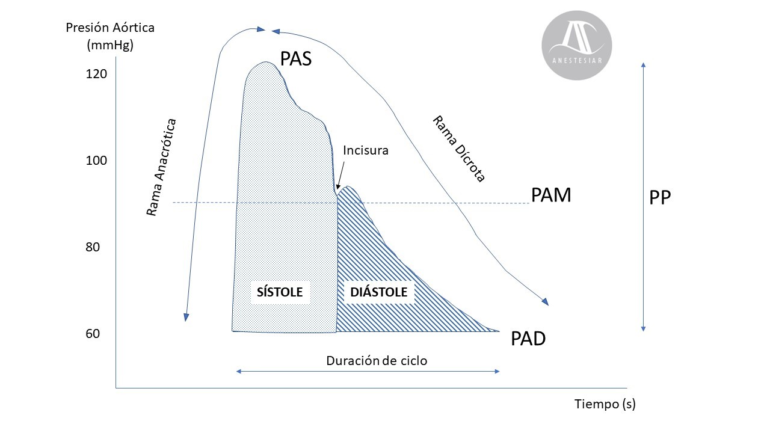 Presión Aórtica
(mmHg)
ANESTESIAR
120
PAS
Rama Anacrótica
Rama Dícrota
100
Incisura
PAM
PP
80
SÍSTOLE
DIÁSTOLE
60
PAD
Duración de ciclo
Tiempo (s)